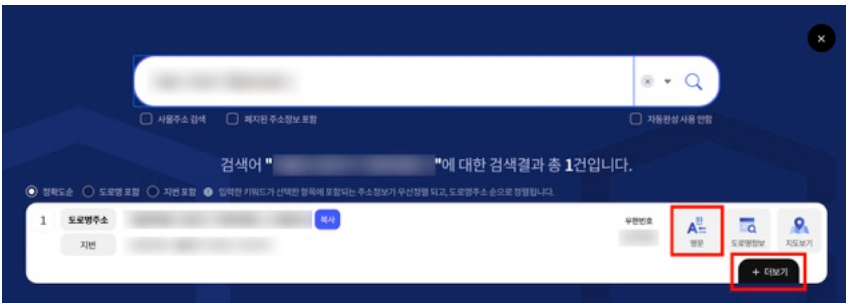 사물주소 검색 폐지된 주소정보 포함 자동완성 사용 안함
검색어 " "에 대한 검색결과 총 1건입니다.
정확도순 도로명 포함 지번 포함 입력한 키워드가 선택한 항목에 포함되는 주소정보가 우선정렬 되고, 도로명주소 순으로 정렬됩니다.
1 도로명주소 복사 우편번호
지번 영문 도로명정보 지도보기
+ 더보기